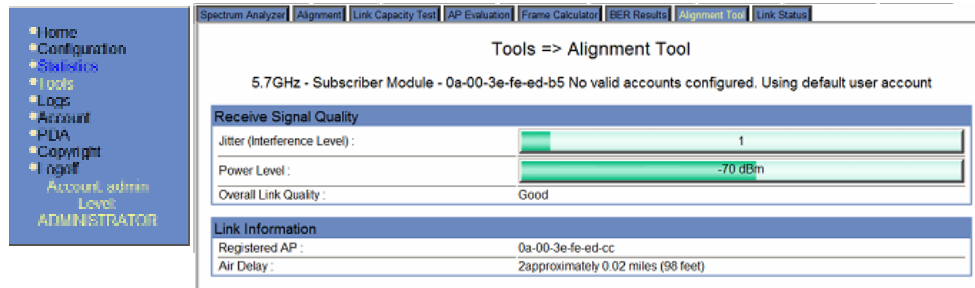 Spectrum Analyzer Alignment Link Capacity Test AP Evaluation Frame Calculator BER Results Alignment Tool Link Status
Home
Configuration
Statistics
Tools
Logs
Account
PDA
Copyright
Logoff
Account: admin
Level:
ADMINISTRATOR
Tools => Alignment Tool
5.7GHz - Subscriber Module - 0a-00-3e-fe-ed-b5 No valid accounts configured. Using default user account
Receive Signal Quality
Jitter (Interference Level) : 1
Power Level : -70 dBm
Overall Link Quality : Good
Link Information
Registered AP : 0a-00-3e-fe-ed-cc
Air Delay : 2approximately 0.02 miles (98 feet)